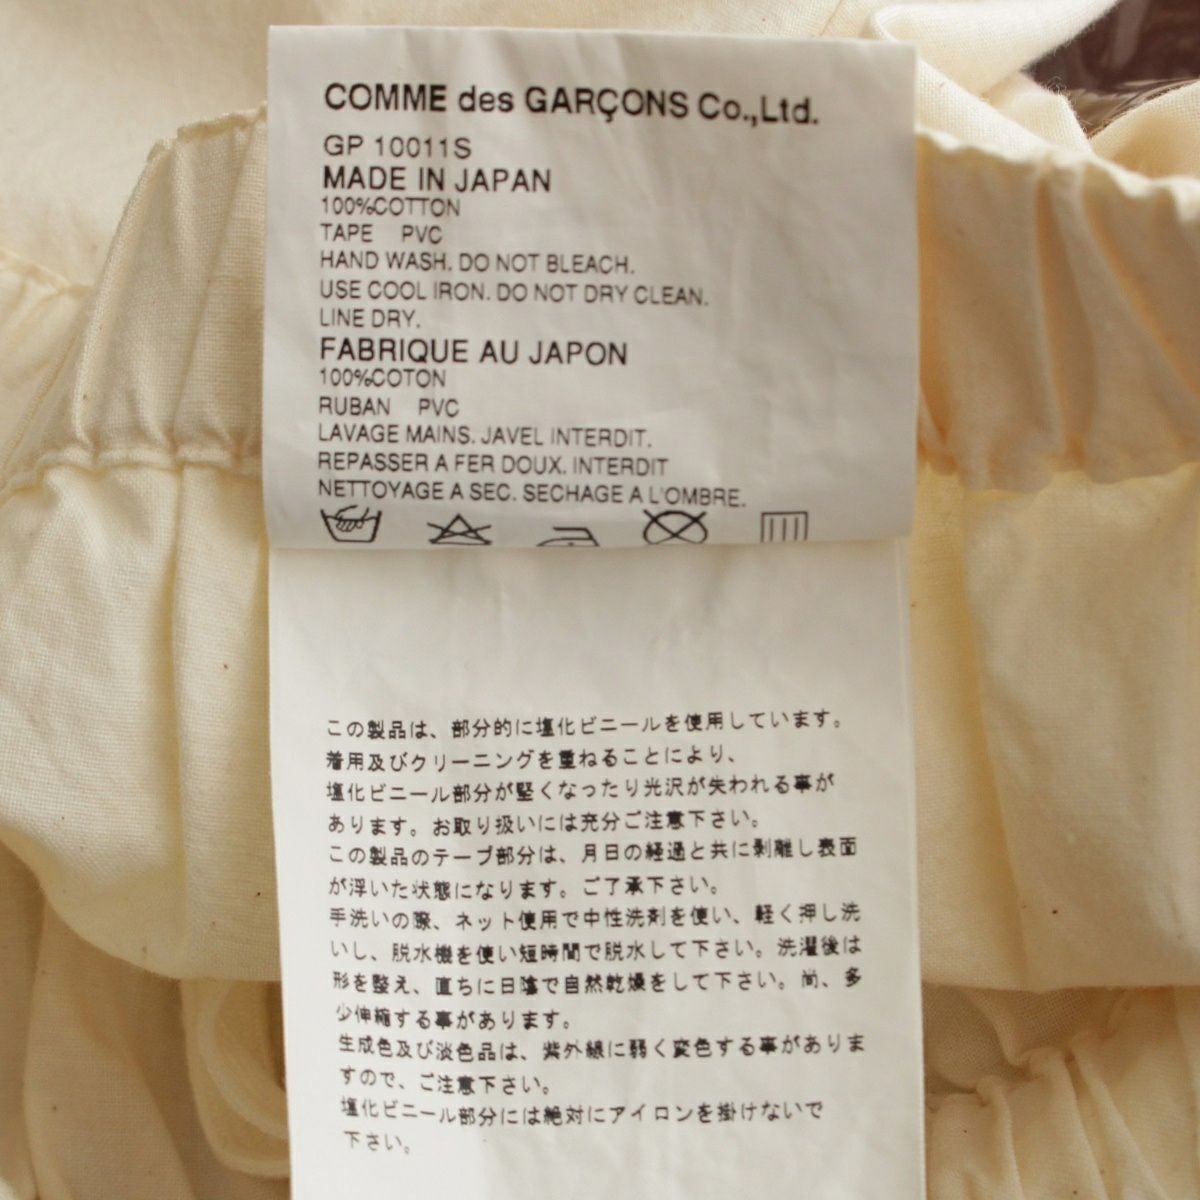 COMME des GARÇONS Co.,Ltd.
GP 10011S
MADE IN JAPAN
100%COTTON
TAPE PVC
HAND WASH. DO NOT BLEACH.
USE COOL IRON. DO NOT DRY CLEAN.
LINE DRY.
FABRIQUE AU JAPON
100%COTON
RUBAN PVC
LAVAGE MAINS. JAVEL INTERDIT.
REPASSER A FER DOUX. INTERDIT
NETTOYAGE A SEC. SECHAGE A L'OMBRE.
この製品は、部分的に塩化ビニールを使用しています。
着用及びクリーニングを重ねることにより、
塩化ビニール部分が堅くなったり光沢が失われる事が
あります。お取り扱いには充分ご注意下さい。
この製品のテープ部分は、月日の経過と共に剥離し表面
が浮いた状態になります。ご了承下さい。
手洗いの際、ネット使用で中性洗剤を使い、軽く押し洗
いし、脱水機を使い短時間で脱水して下さい。洗濯後は
形を整え、直ちに日陰で自然乾燥をして下さい。尚、多
少伸縮する事があります。
生成色及び淡色品は、紫外線に弱く変色する事がありま
すので、ご注意下さい。
塩化ビニール部分には絶対にアイロンを掛けないで
下さい。